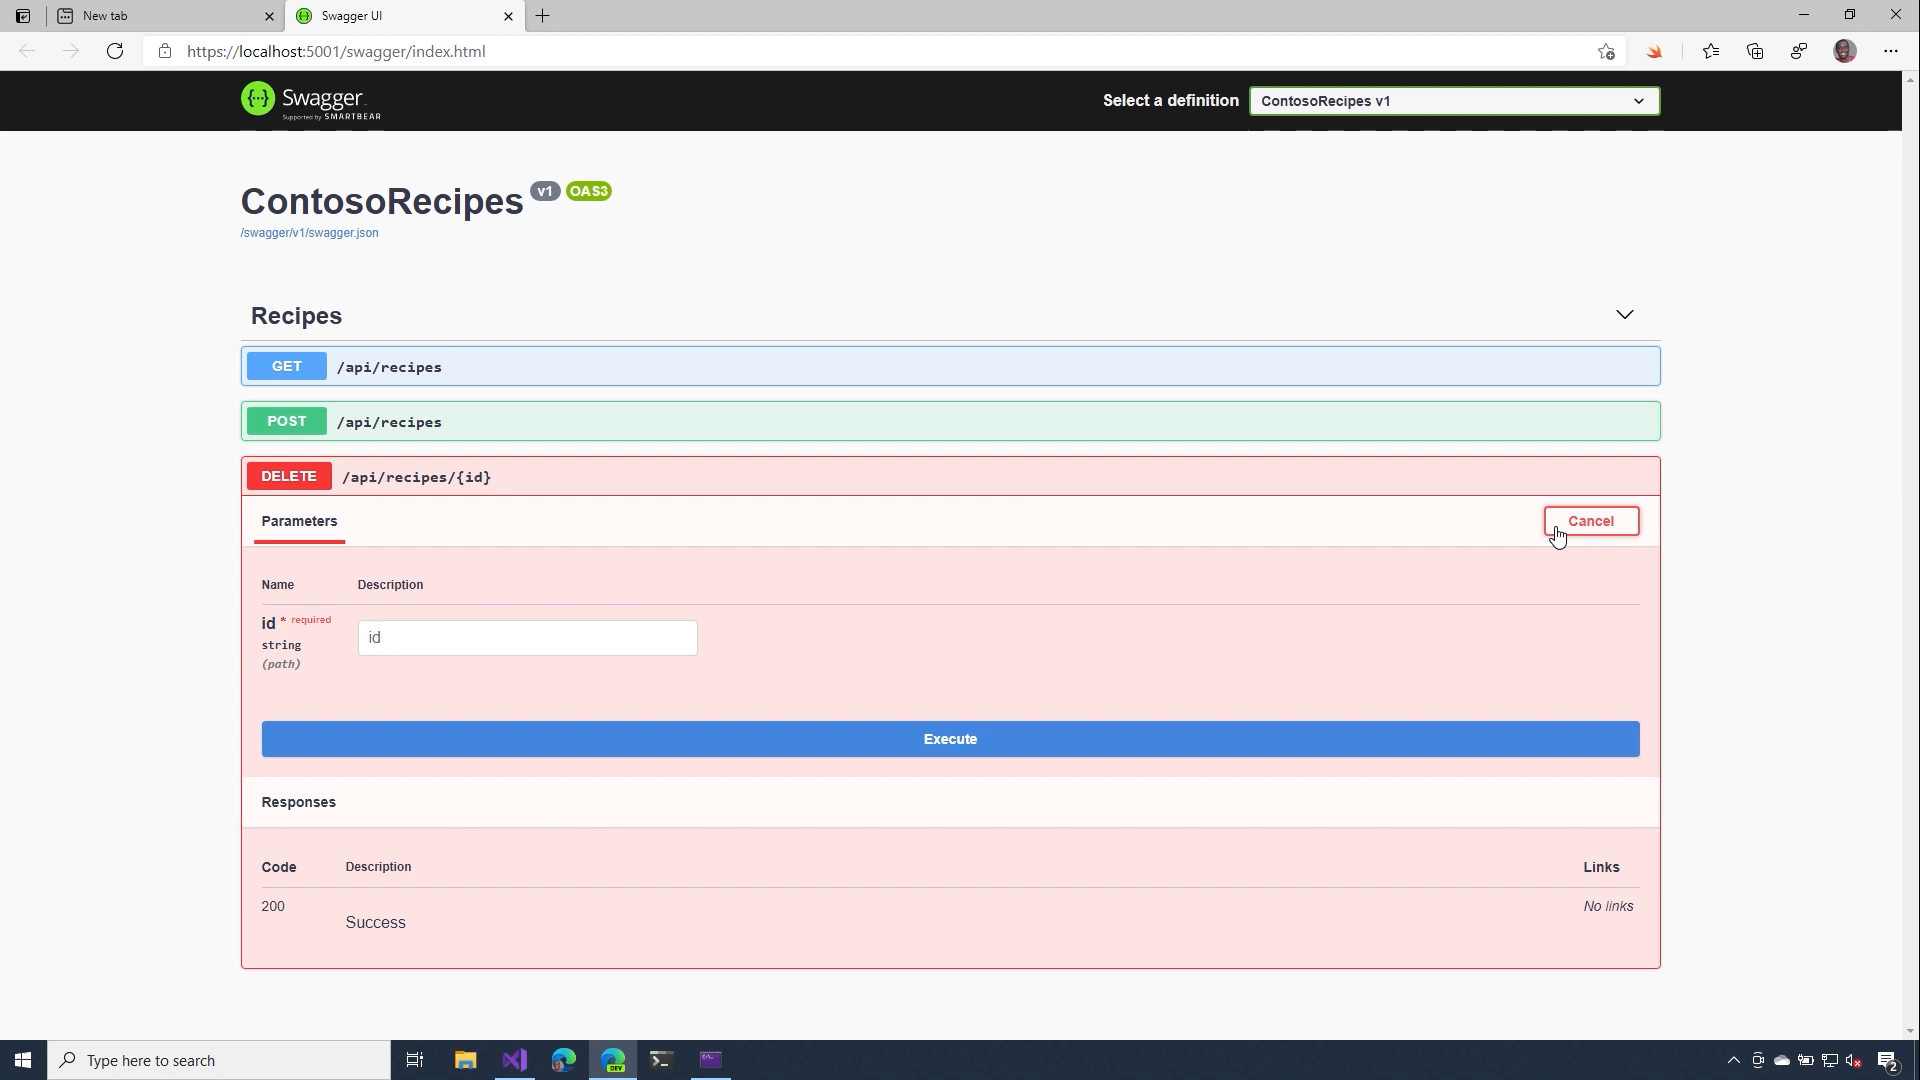 New tab
Swagger UI
https://localhost:5001/swagger/index.html
{···} Swagger
Supported by SMARTBEAR
Select a definition
ContosoRecipes v1
ContosoRecipes v1 OAS3
/swagger/v1/swagger.json
Recipes
GET /api/recipes
POST /api/recipes
DELETE /api/recipes/{id}
Parameters
Cancel
Name Description
id * required
string
(path)
id
Execute
Responses
Code Description Links
200 Success No links
Type here to search
DEV
2